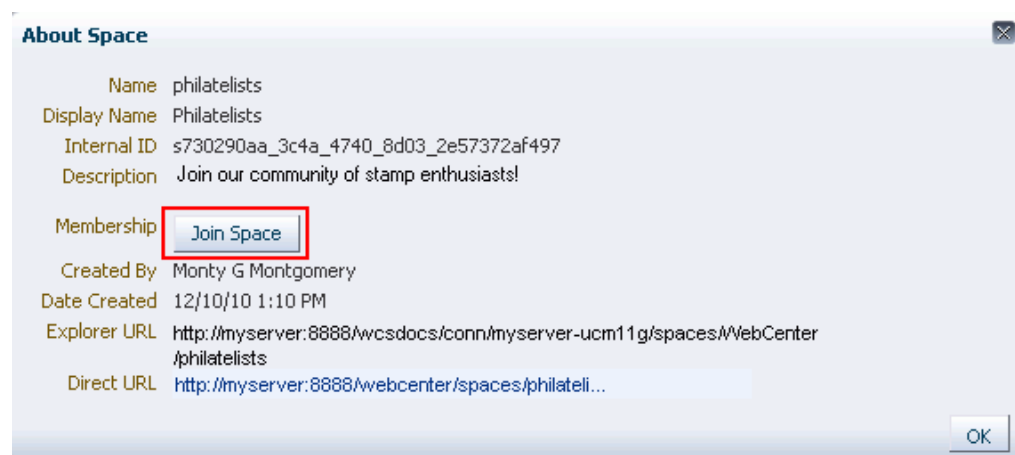 About Space
Name philatelists
Display Name Philatelists
Internal ID s730290aa_3c4a_4740_8d03_2e57372af497
Description Join our community of stamp enthusiasts!
Membership Join Space
Created By Monty G Montgomery
Date Created 12/10/10 1:10 PM
Explorer URL http://myserver:8888/wcsdocs/conn/myserver-ucm11g/spaces/WebCenter
/philatelists
Direct URL http://myserver:8888/webcenter/spaces/philateli...
OK